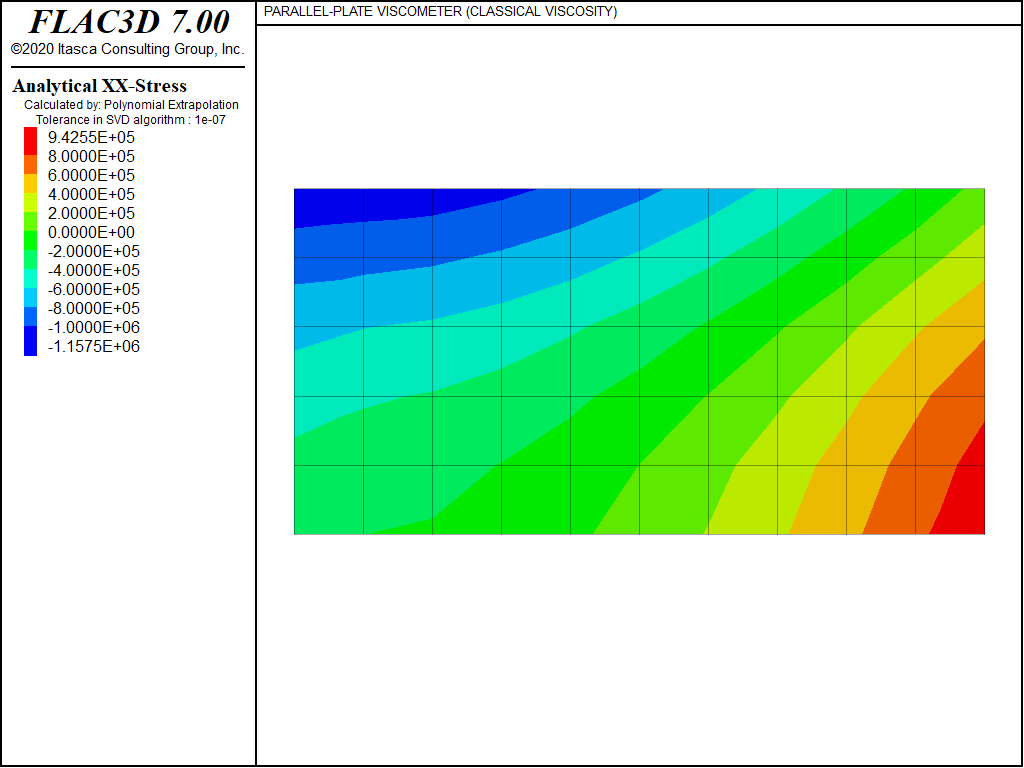 FLAC3D 7.00
©2020 Itasca Consulting Group, Inc.
PARALLEL-PLATE VISCOMETER (CLASSICAL VISCOSITY)
Analytical XX-Stress
Calculated by: Polynomial Extrapolation
Tolerance in SVD algorithm : 1e-07
9.4255E+05
8.0000E+05
6.0000E+05
4.0000E+05
2.0000E+05
0.0000E+00
-2.0000E+05
-4.0000E+05
-6.0000E+05
-8.0000E+05
-1.0000E+06
-1.1575E+06